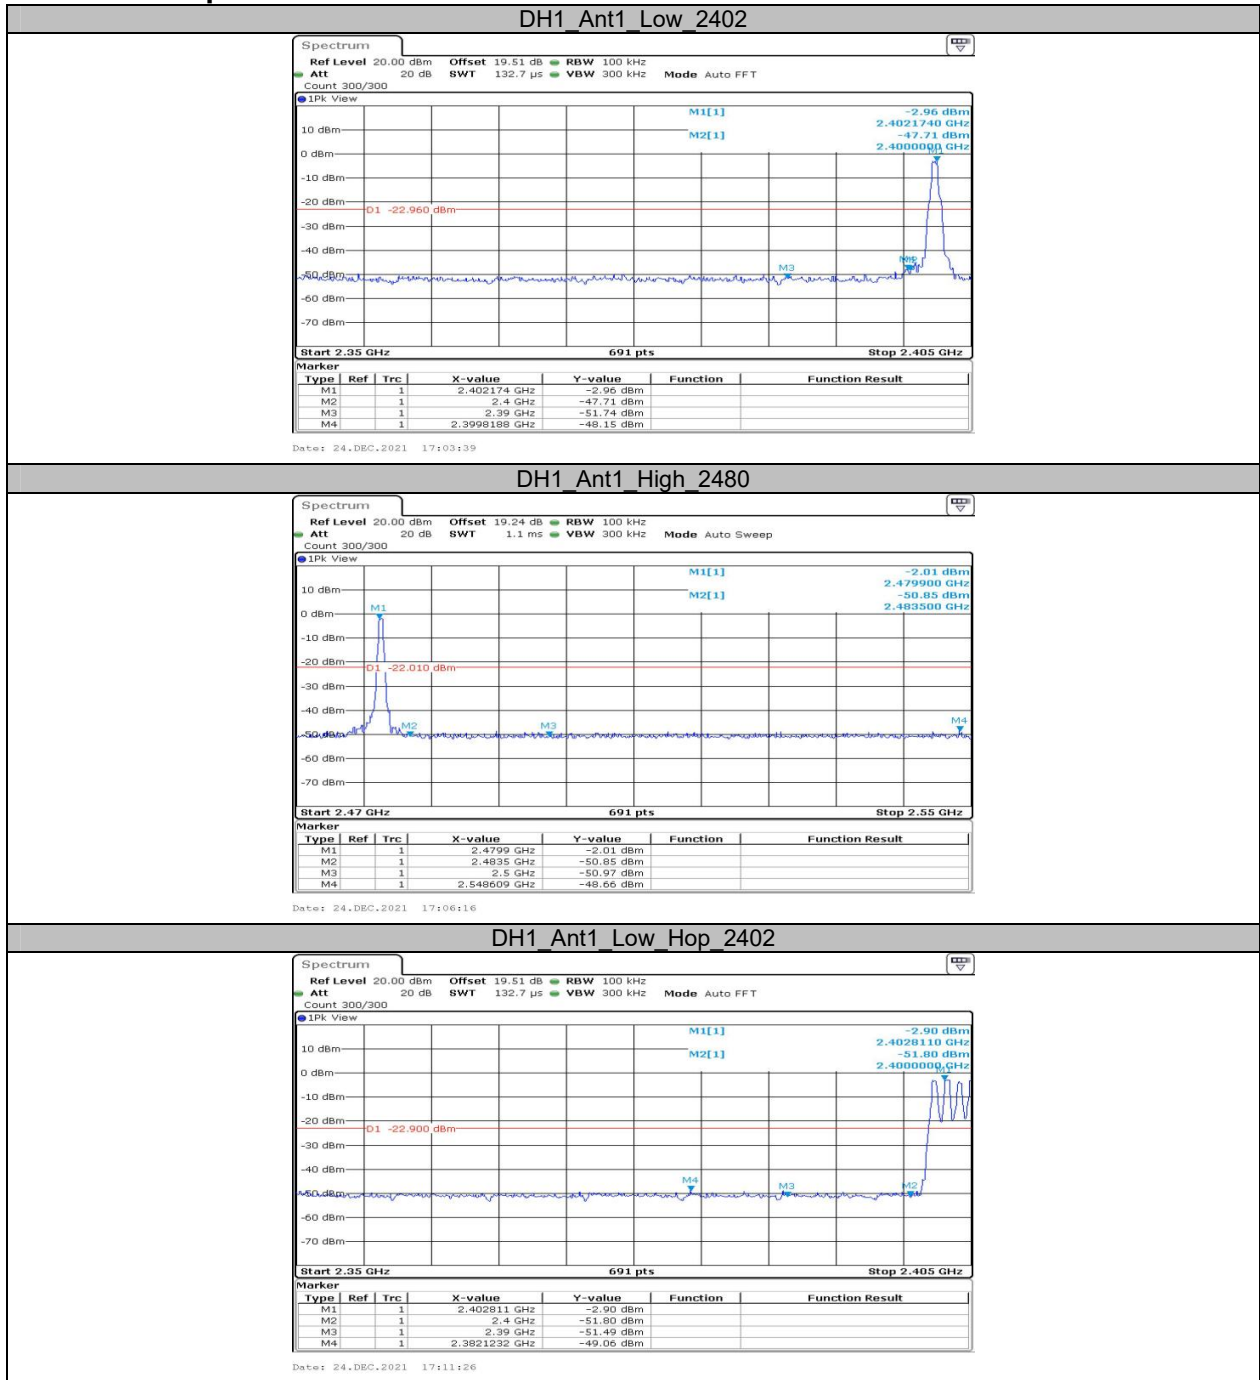 DH1_Ant1_Low_2402
Spectrum
Ref Level 20.00 dBm Offset 19.51 dB RBW 100 kHz
Att 20 dB SWT 132.7 µs VBW 300 kHz Mode Auto FFT
Count 300/300
1Pk View
M1[1] -2.96 dBm
2.4021740 GHz
M2[1] -47.71 dBm
2.4000000 GHz
M1
10 dBm
0 dBm
-10 dBm
-20 dBm
D1 -22.960 dBm
-30 dBm
-40 dBm
M3
-50 dBm
-60 dBm
-70 dBm
Start 2.35 GHz 691 pts Stop 2.405 GHz
Marker
Type Ref Trc X-value Y-value Function Function Result
M1 1 2.402174 GHz -2.96 dBm
M2 1 2.4 GHz -47.71 dBm
M3 1 2.39 GHz -51.74 dBm
M4 1 2.3998188 GHz -48.15 dBm
Date: 24.DEC.2021 17:03:39
DH1_Ant1_High_2480
Spectrum
Ref Level 20.00 dBm Offset 19.24 dB RBW 100 kHz
Att 20 dB SWT 1.1 ms VBW 300 kHz Mode Auto Sweep
Count 300/300
1Pk View
M1[1] -2.01 dBm
2.479900 GHz
M2[1] -50.85 dBm
2.483500 GHz
10 dBm
M1
0 dBm
-10 dBm
-20 dBm
D1 -22.010 dBm
-30 dBm
-40 dBm
M2 M3 M4
-50 dBm
-60 dBm
-70 dBm
Start 2.47 GHz 691 pts Stop 2.55 GHz
Marker
Type Ref Trc X-value Y-value Function Function Result
M1 1 2.4799 GHz -2.01 dBm
M2 1 2.4835 GHz -50.85 dBm
M3 1 2.5 GHz -50.97 dBm
M4 1 2.548609 GHz -48.66 dBm
Date: 24.DEC.2021 17:06:16
DH1_Ant1_Low_Hop_2402
Spectrum
Ref Level 20.00 dBm Offset 19.51 dB RBW 100 kHz
Att 20 dB SWT 132.7 µs VBW 300 kHz Mode Auto FFT
Count 300/300
1Pk View
M1[1] -2.90 dBm
2.4028110 GHz
M2[1] -51.80 dBm
2.4000000 GHz
M1
10 dBm
0 dBm
-10 dBm
-20 dBm
D1 -22.900 dBm
-30 dBm
-40 dBm
M4 M3 M2
-50 dBm
-60 dBm
-70 dBm
Start 2.35 GHz 691 pts Stop 2.405 GHz
Marker
Type Ref Trc X-value Y-value Function Function Result
M1 1 2.402811 GHz -2.90 dBm
M2 1 2.4 GHz -51.80 dBm
M3 1 2.39 GHz -51.49 dBm
M4 1 2.3821232 GHz -49.06 dBm
Date: 24.DEC.2021 17:11:26